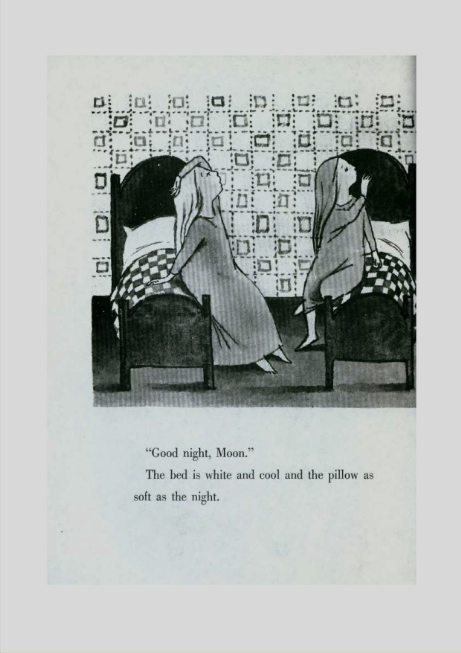 “Good night, Moon.”
The bed is white and cool and the pillow as
soft as the night.